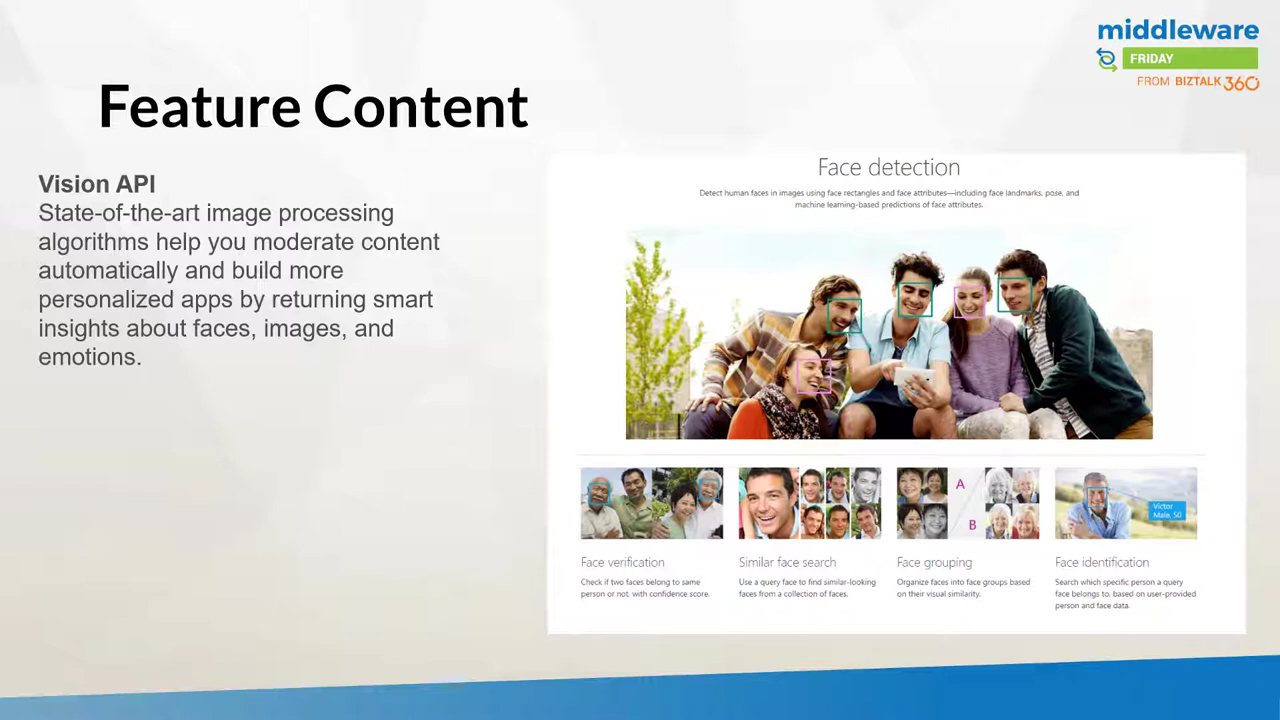 middleware
FRIDAY
FROM BIZTALK360
Feature Content
Vision API
State-of-the-art image processing
algorithms help you moderate content
automatically and build more
personalized apps by returning smart
insights about faces, images, and
emotions.
Face detection
Detect human faces in images using face rectangles and face attributes—including face landmarks, pose, and
machine learning-based predictions of face attributes.
A
B
Victor
Male, 50
Face verification
Check if two faces belong to same
person or not, with confidence score.
Similar face search
Use a query face to find similar-looking
faces from a collection of faces.
Face grouping
Organize faces into face groups based
on their visual similarity.
Face identification
Search which specific person a query
face belongs to, based on user-provided
person and face data.